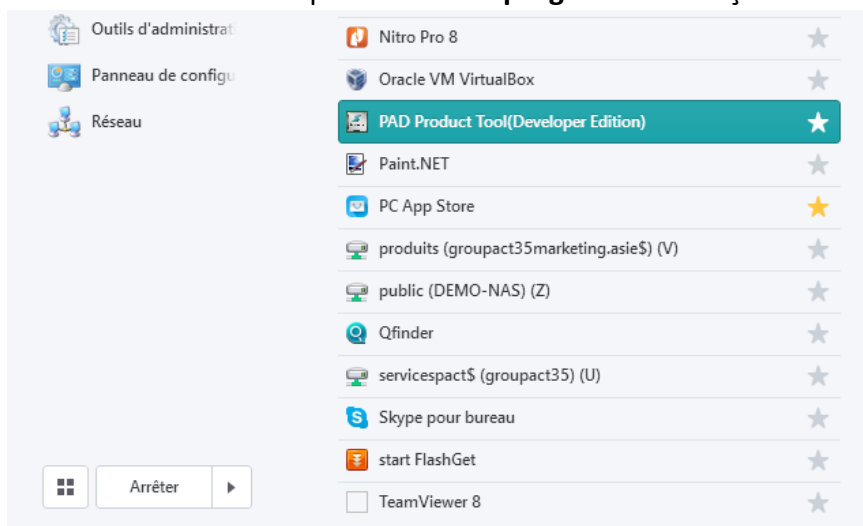 Outils d'administrat
Panneau de configu
Réseau
Arrêter
Nitro Pro 8
Oracle VM VirtualBox
PAD Product Tool(Developer Edition)
Paint.NET
PC App Store
produits (groupact35marketing.asie$) (V)
public (DEMO-NAS) (Z)
Qfinder
servicespact$ (groupact35) (U)
Skype pour bureau
start FlashGet
TeamViewer 8